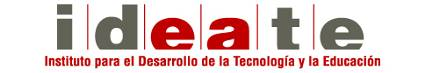 ideate
Instituto para el Desarrollo de la Tecnología y la Educación